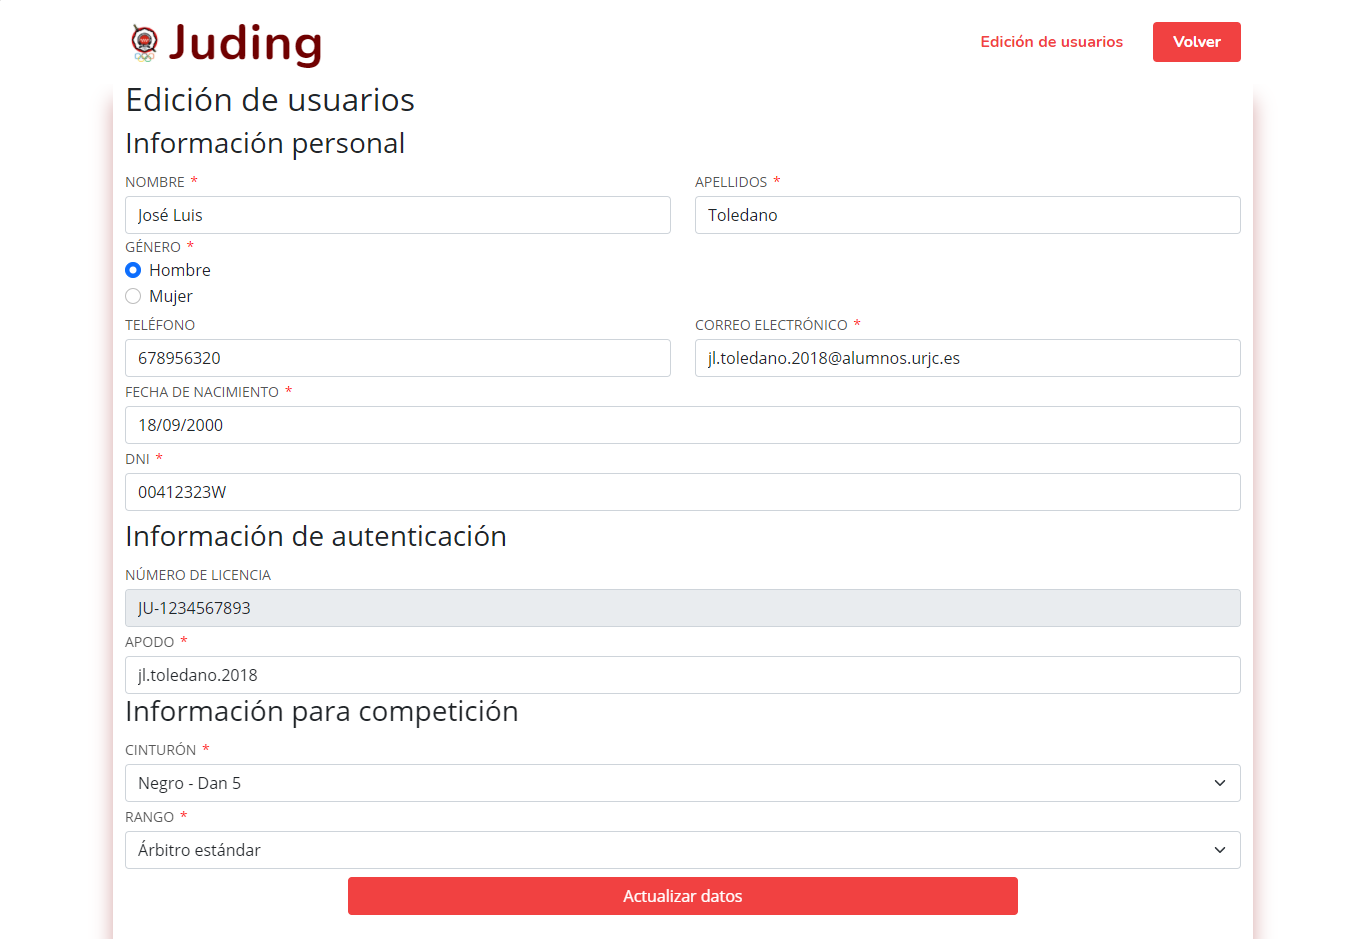 Juding
Edición de usuarios
Volver
Edición de usuarios
Información personal
NOMBRE *
APELLIDOS *
José Luis
Toledano
GÉNERO *
Hombre
Mujer
TELÉFONO
CORREO ELECTRÓNICO *
678956320
jl.toledano.2018@alumnos.urjc.es
FECHA DE NACIMIENTO *
18/09/2000
DNI *
00412323W
Información de autenticación
NÚMERO DE LICENCIA
JU-1234567893
APODO *
jl.toledano.2018
Información para competición
CINTURÓN *
Negro - Dan 5
RANGO *
Árbitro estándar
Actualizar datos